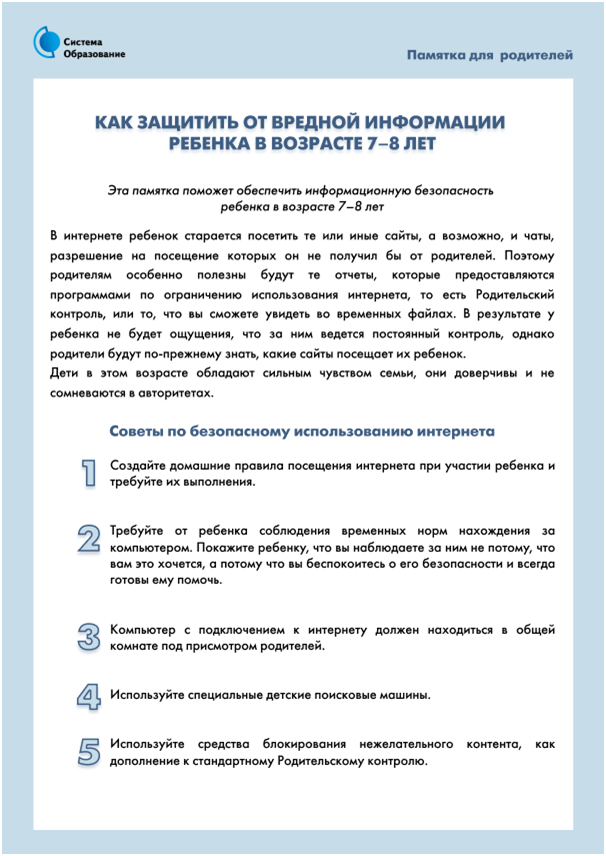 Система
Образование
Памятка для родителей
КАК ЗАЩИТИТЬ ОТ ВРЕДНОЙ ИНФОРМАЦИИ
РЕБЕНКА В ВОЗРАСТЕ 7–8 ЛЕТ
Эта памятка поможет обеспечить информационную безопасность
ребенка в возрасте 7–8 лет
В интернете ребенок старается посетить те или иные сайты, а возможно, и чаты,
разрешение на посещение которых он не получил бы от родителей. Поэтому
родителям особенно полезны будут те отчеты, которые предоставляются
программами по ограничению использования интернета, то есть Родительский
контроль, или то, что вы сможете увидеть во временных файлах. В результате у
ребенка не будет ощущения, что за ним ведется постоянный контроль, однако
родители будут по-прежнему знать, какие сайты посещает их ребенок.
Дети в этом возрасте обладают сильным чувством семьи, они доверчивы и не
сомневаются в авторитетах.
Советы по безопасному использованию интернета
1 Создайте домашние правила посещения интернета при участии ребенка и
требуйте их выполнения.
2 Требуйте от ребенка соблюдения временных норм нахождения за
компьютером. Покажите ребенку, что вы наблюдаете за ним не потому, что
вам это хочется, а потому что вы беспокоитесь о его безопасности и всегда
готовы ему помочь.
3 Компьютер с подключением к интернету должен находиться в общей
комнате под присмотром родителей.
4 Используйте специальные детские поисковые машины.
5 Используйте средства блокирования нежелательного контента, как
дополнение к стандартному Родительскому контролю.